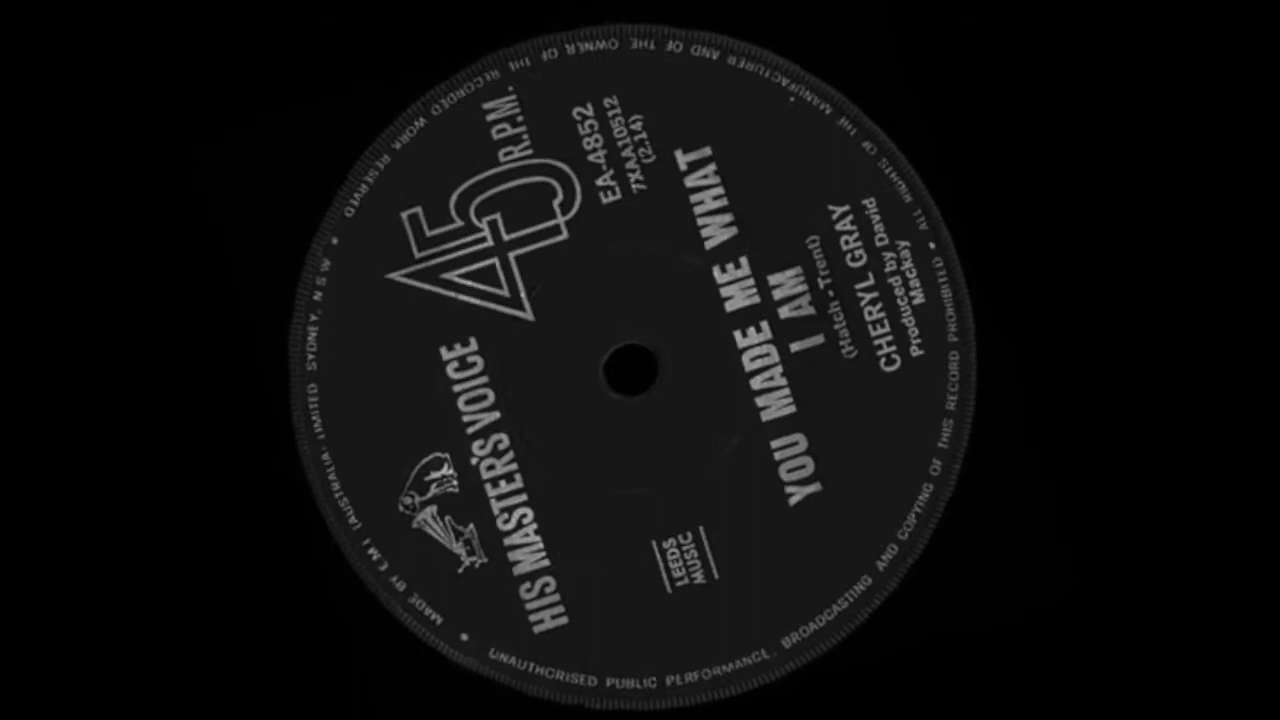 HIS MASTER'S VOICE
45 R.P.M.
EA-4852
7XAA10512
(2.14)
LEEDS
MUSIC
YOU MADE ME WHAT
I AM
(Hatch - Trent)
CHERYL GRAY
Produced by David
Mackay
MADE BY E.M.I (AUSTRALIA) LIMITED SYDNEY, N S W • ALL RIGHTS OF THE MANUFACTURER AND OF THE OWNER OF THE RECORDED WORK RESERVED •
UNAUTHORISED PUBLIC PERFORMANCE, BROADCASTING AND COPYING OF THIS RECORD PROHIBITED •